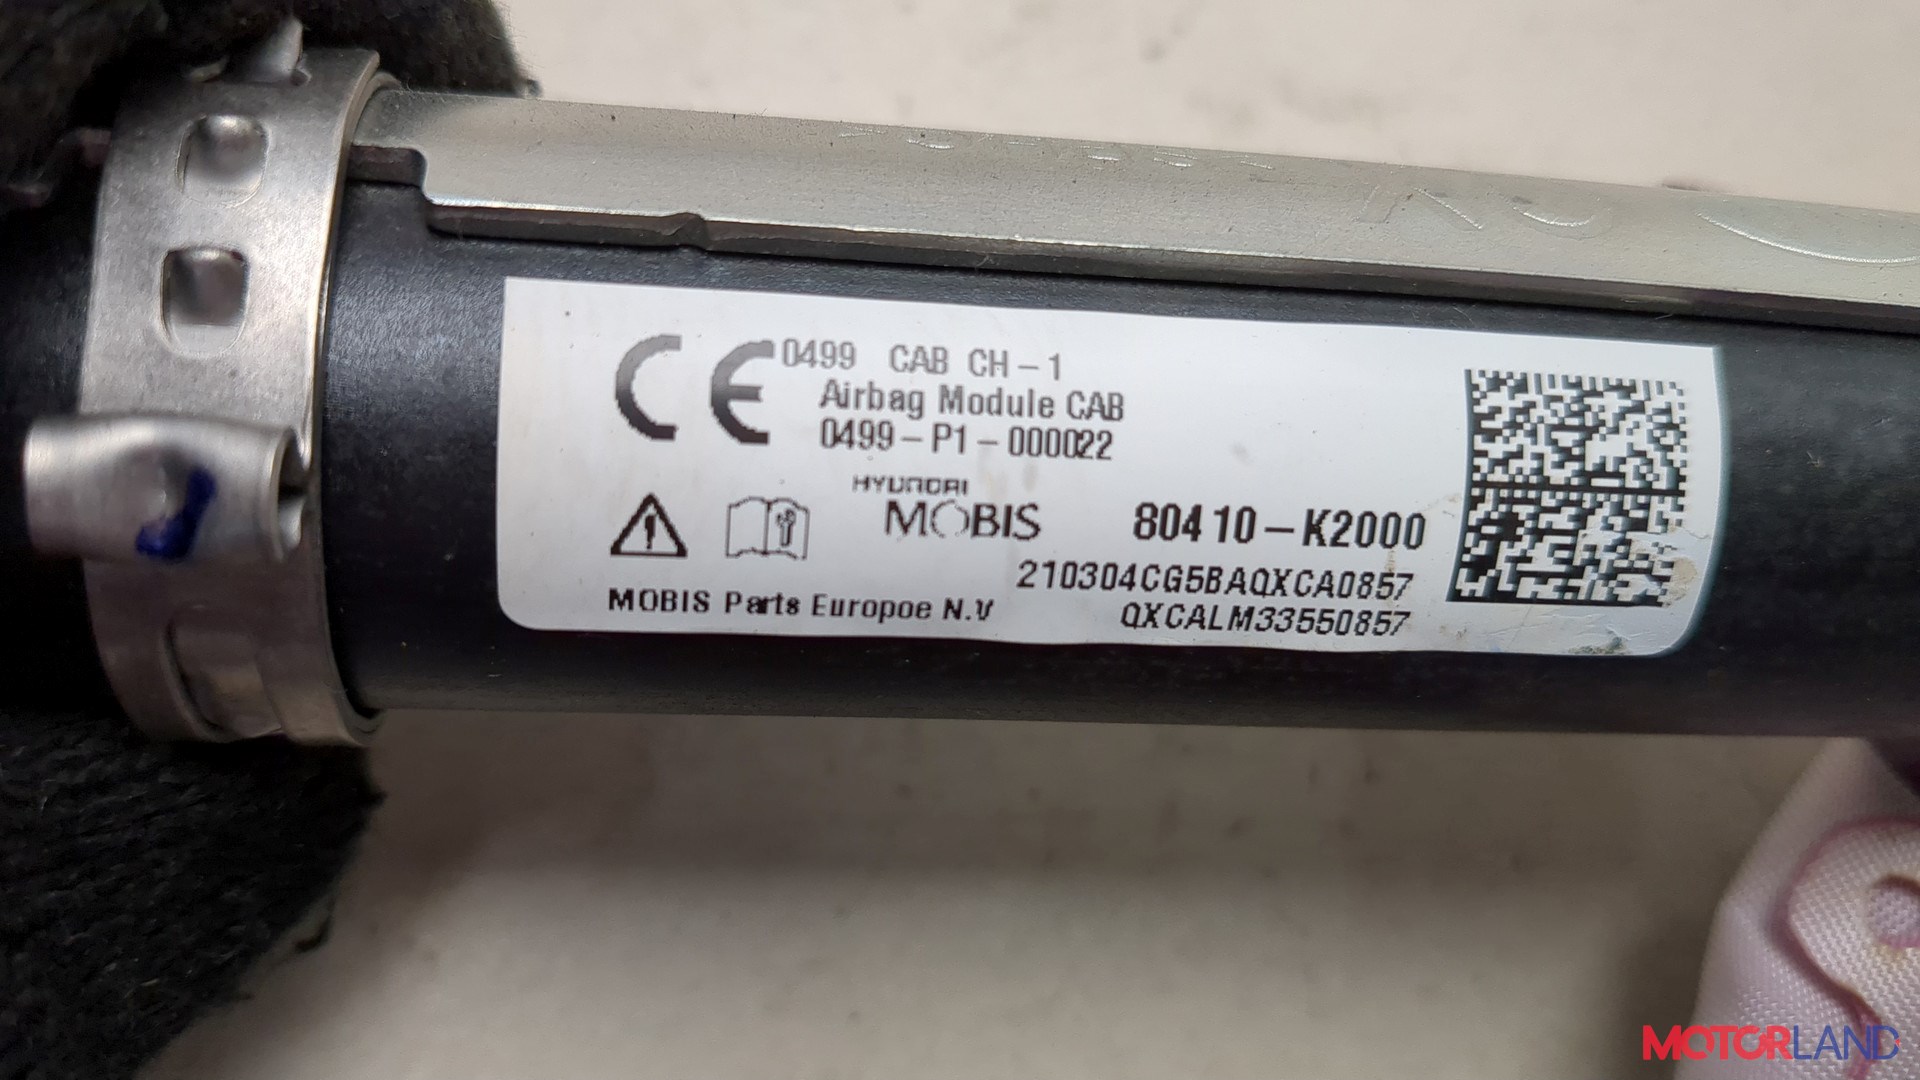 CE 0499 CAB CH-1
Airbag Module CAB
0499-P1-000022
HYUNDAI
MOBIS 80410-K2000
210304CG5BAQXCA0857
MOBIS Parts Europoe N.V
QXCALM33550857
MOTORLAND